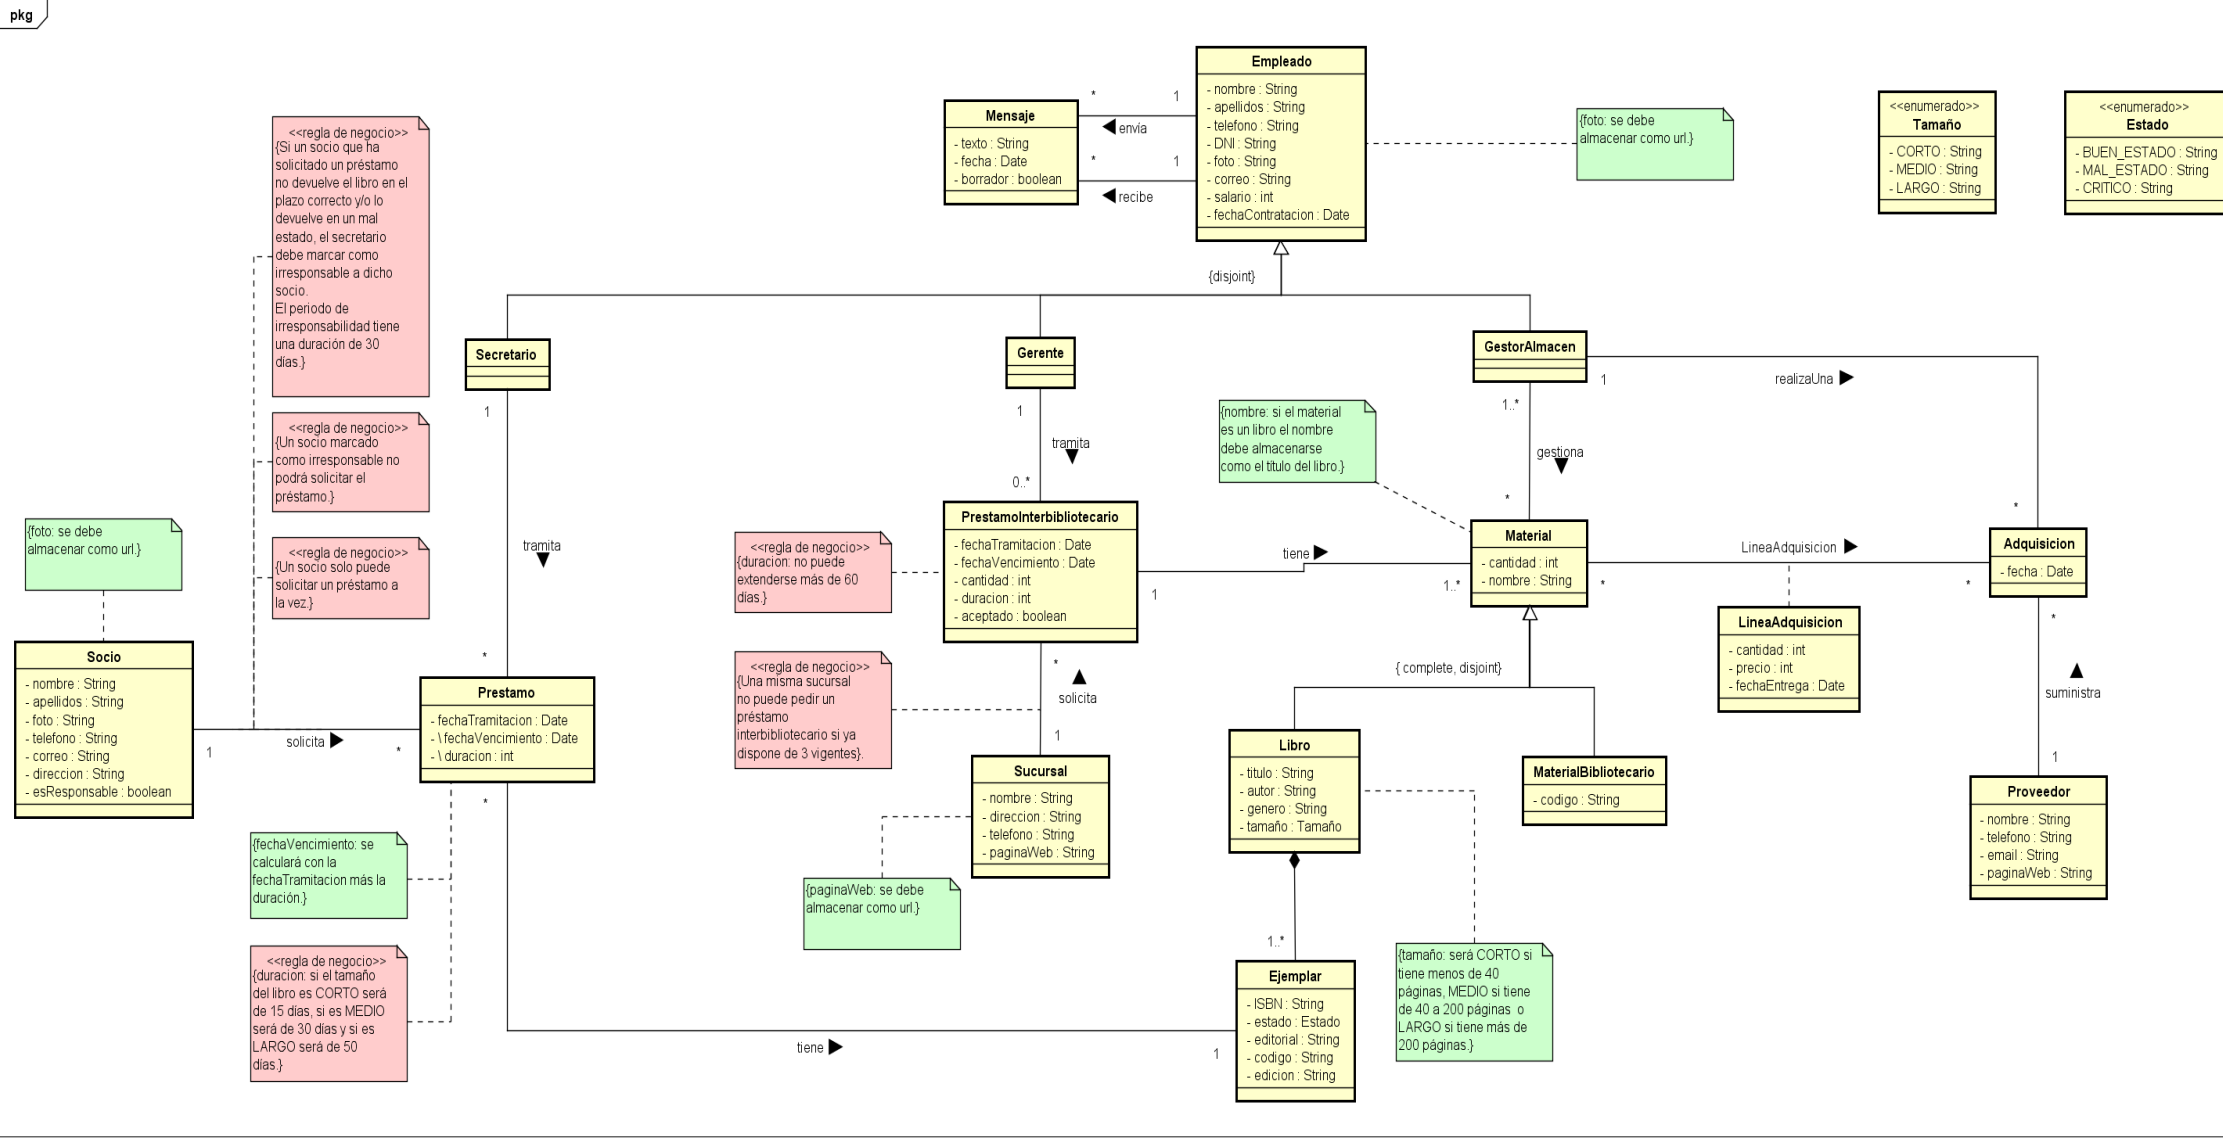 pkg
Empleado
- nombre : String
- apellidos : String
- telefono : String
- DNI : String
- foto : String
- correo : String
- salario : int
- fechaContratacion : Date
Mensaje
- texto : String
- fecha : Date
- borrador : boolean
*
1
envía
*
1
recibe
{foto: se debe
almacenar como url.}
<<enumerado>>
Tamaño
- CORTO : String
- MEDIO : String
- LARGO : String
<<enumerado>>
Estado
- BUEN_ESTADO : String
- MAL_ESTADO : String
- CRITICO : String
<<regla de negocio>>
{Si un socio que ha
solicitado un préstamo
no devuelve el libro en el
plazo correcto y/o lo
devuelve en un mal
estado, el secretario
debe marcar como
irresponsable a dicho
socio.
El periodo de
irresponsabilidad tiene
una duración de 30
días.}
{disjoint}
Secretario
Gerente
GestorAlmacen
1
realizaUna
*
<<regla de negocio>>
{Un socio marcado
como irresponsable no
podrá solicitar el
préstamo.}
1
tramita
*
1
tramita
0..*
{nombre: si el material
es un libro el nombre
debe almacenarse
como el título del libro.}
1..*
gestiona
*
{foto: se debe
almacenar como url.}
<<regla de negocio>>
{Un socio solo puede
solicitar un préstamo a
la vez.}
<<regla de negocio>>
{duracion: no puede
extenderse más de 60
días.}
PrestamoInterbibliotecario
- fechaTramitacion : Date
- fechaVencimiento : Date
- cantidad : int
- duracion : int
- aceptado : boolean
tiene
1
1..*
Material
- cantidad : int
- nombre : String
LineaAdquisicion
*
*
Adquisicion
- fecha : Date
LineaAdquisicion
- cantidad : int
- precio : int
- fechaEntrega : Date
*
suministra
1
Socio
- nombre : String
- apellidos : String
- foto : String
- telefono : String
- correo : String
- direccion : String
- esResponsable : boolean
1
solicita
*
Prestamo
- fechaTramitacion : Date
- \ fechaVencimiento : Date
- \ duracion : int
*
<<regla de negocio>>
{Una misma sucursal
no puede pedir un
préstamo
interbibliotecario si ya
dispone de 3 vigentes}.
*
solicita
1
{ complete, disjoint}
Sucursal
- nombre : String
- direccion : String
- telefono : String
- paginaWeb : String
Libro
- titulo : String
- autor : String
- genero : String
- tamaño : Tamaño
MaterialBibliotecario
- codigo : String
Proveedor
- nombre : String
- telefono : String
- email : String
- paginaWeb : String
{fechaVencimiento: se
calculará con la
fechaTramitacion más la
duración.}
{paginaWeb: se debe
almacenar como url.}
1..*
<<regla de negocio>>
{duracion: si el tamaño
del libro es CORTO será
de 15 días, si es MEDIO
será de 30 días y si es
LARGO será de 50
días.}
tiene
1
Ejemplar
- ISBN : String
- estado : Estado
- editorial : String
- codigo : String
- edicion : String
{tamaño: será CORTO si
tiene menos de 40
páginas, MEDIO si tiene
de 40 a 200 páginas o
LARGO si tiene más de
200 páginas.}